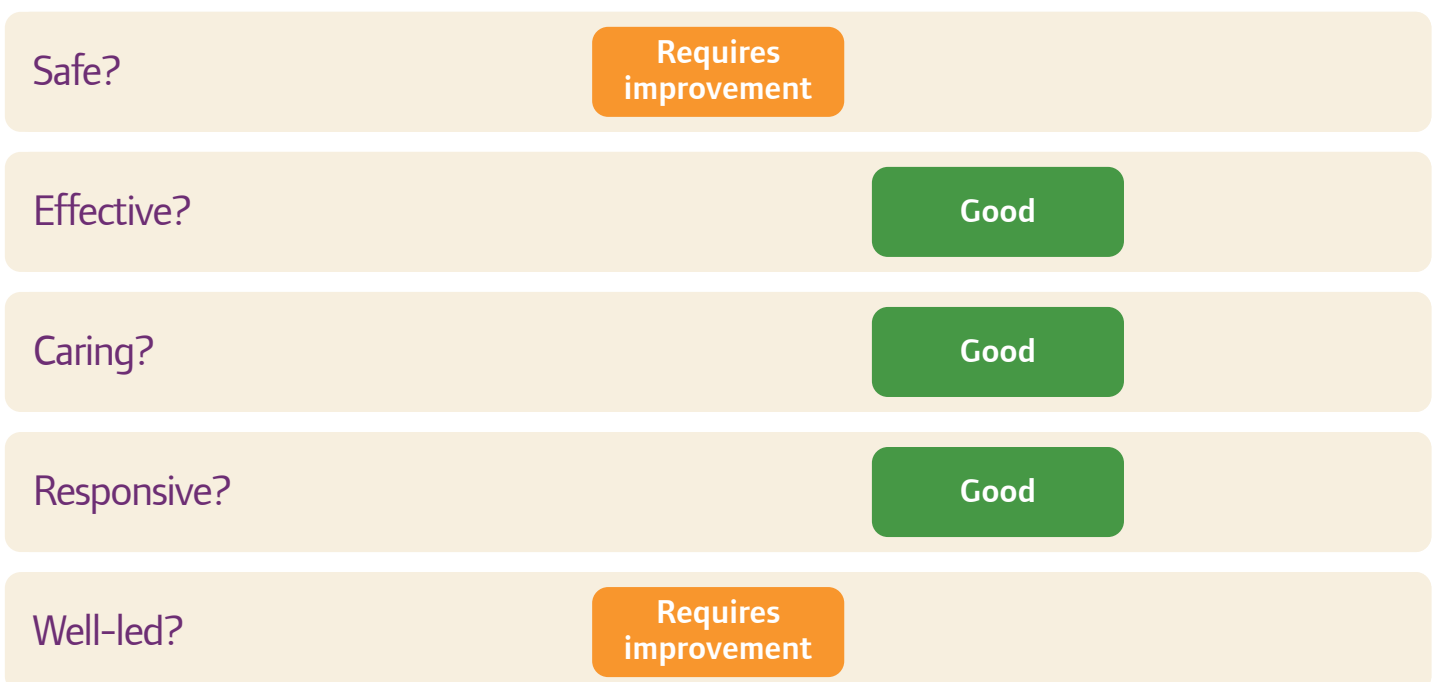 Safe?
Requires
improvement
Effective?
Good
Caring?
Good
Responsive?
Good
Well-led?
Requires
improvement